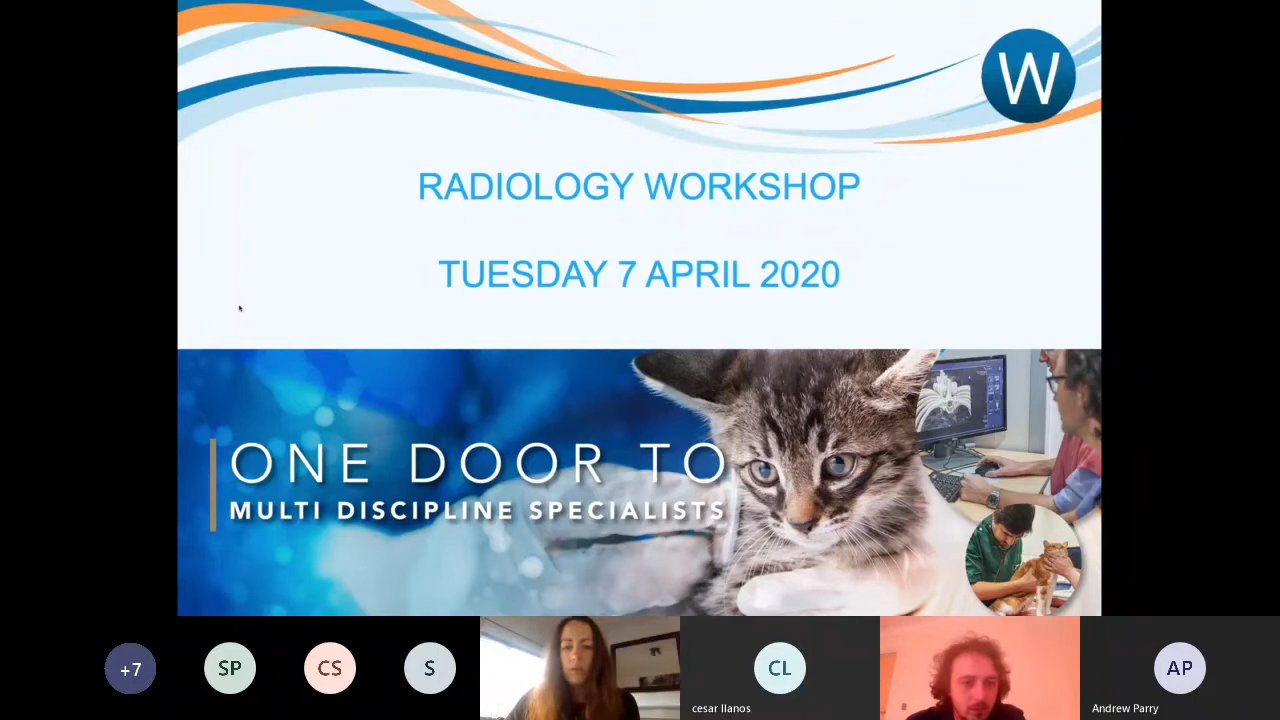 W
RADIOLOGY WORKSHOP
TUESDAY 7 APRIL 2020
ONE DOOR TO
MULTI DISCIPLINE SPECIALISTS
+7
SP
CS
S
CL
AP
cesar llanos
Andrew Parry